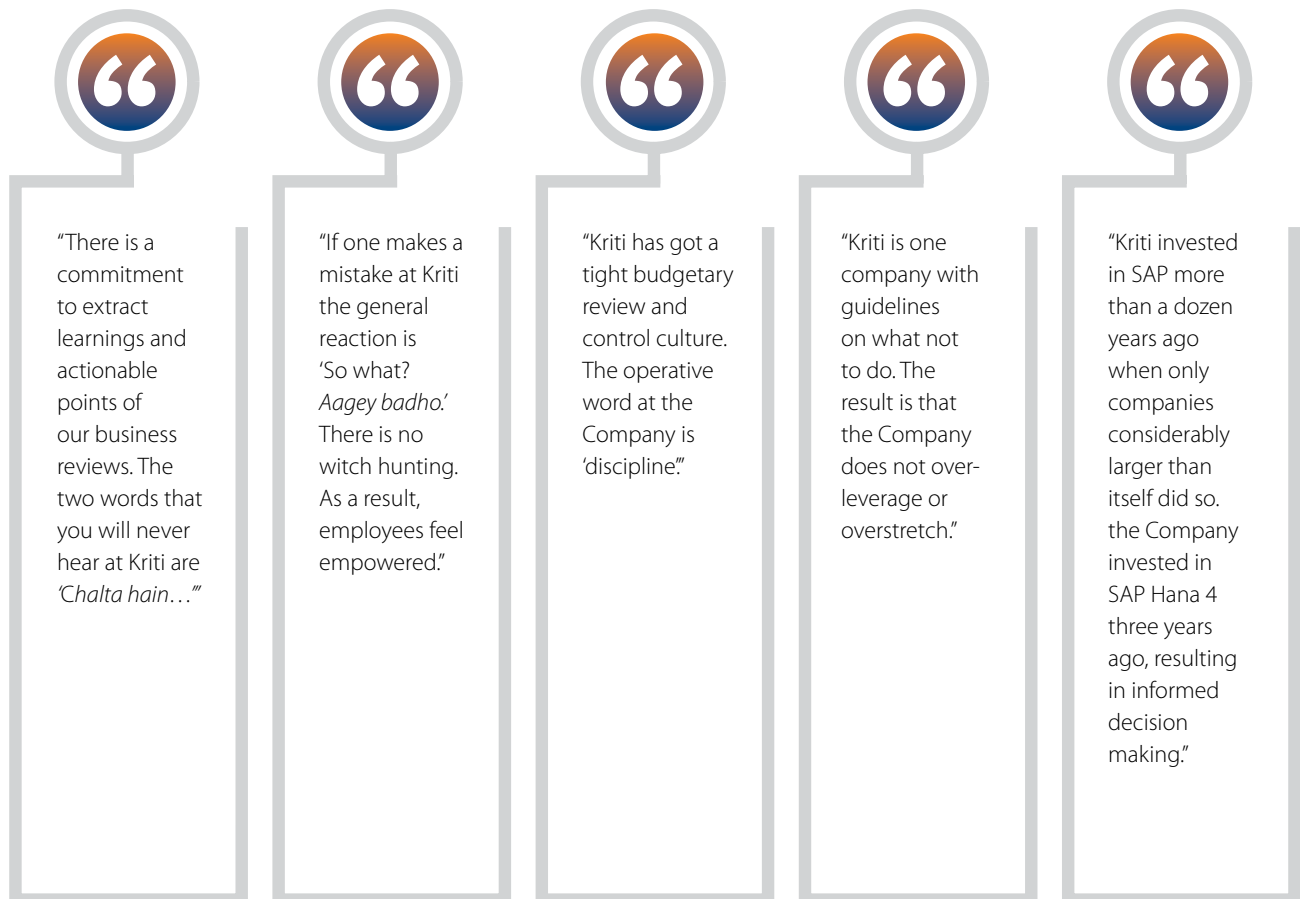 “There is a
commitment
to extract
learnings and
actionable
points of
our business
reviews. The
two words that
you will never
hear at Kriti are
‘Chalta hain…’”
“If one makes a
mistake at Kriti
the general
reaction is
‘So what?
Aagey badho.’
There is no
witch hunting.
As a result,
employees feel
empowered.”
“Kriti has got a
tight budgetary
review and
control culture.
The operative
word at the
Company is
‘discipline’.”
“Kriti is one
company with
guidelines
on what not
to do. The
result is that
the Company
does not over-
leverage or
overstretch.”
“Kriti invested
in SAP more
than a dozen
years ago
when only
companies
considerably
larger than
itself did so.
the Company
invested in
SAP Hana 4
three years
ago, resulting
in informed
decision
making.”